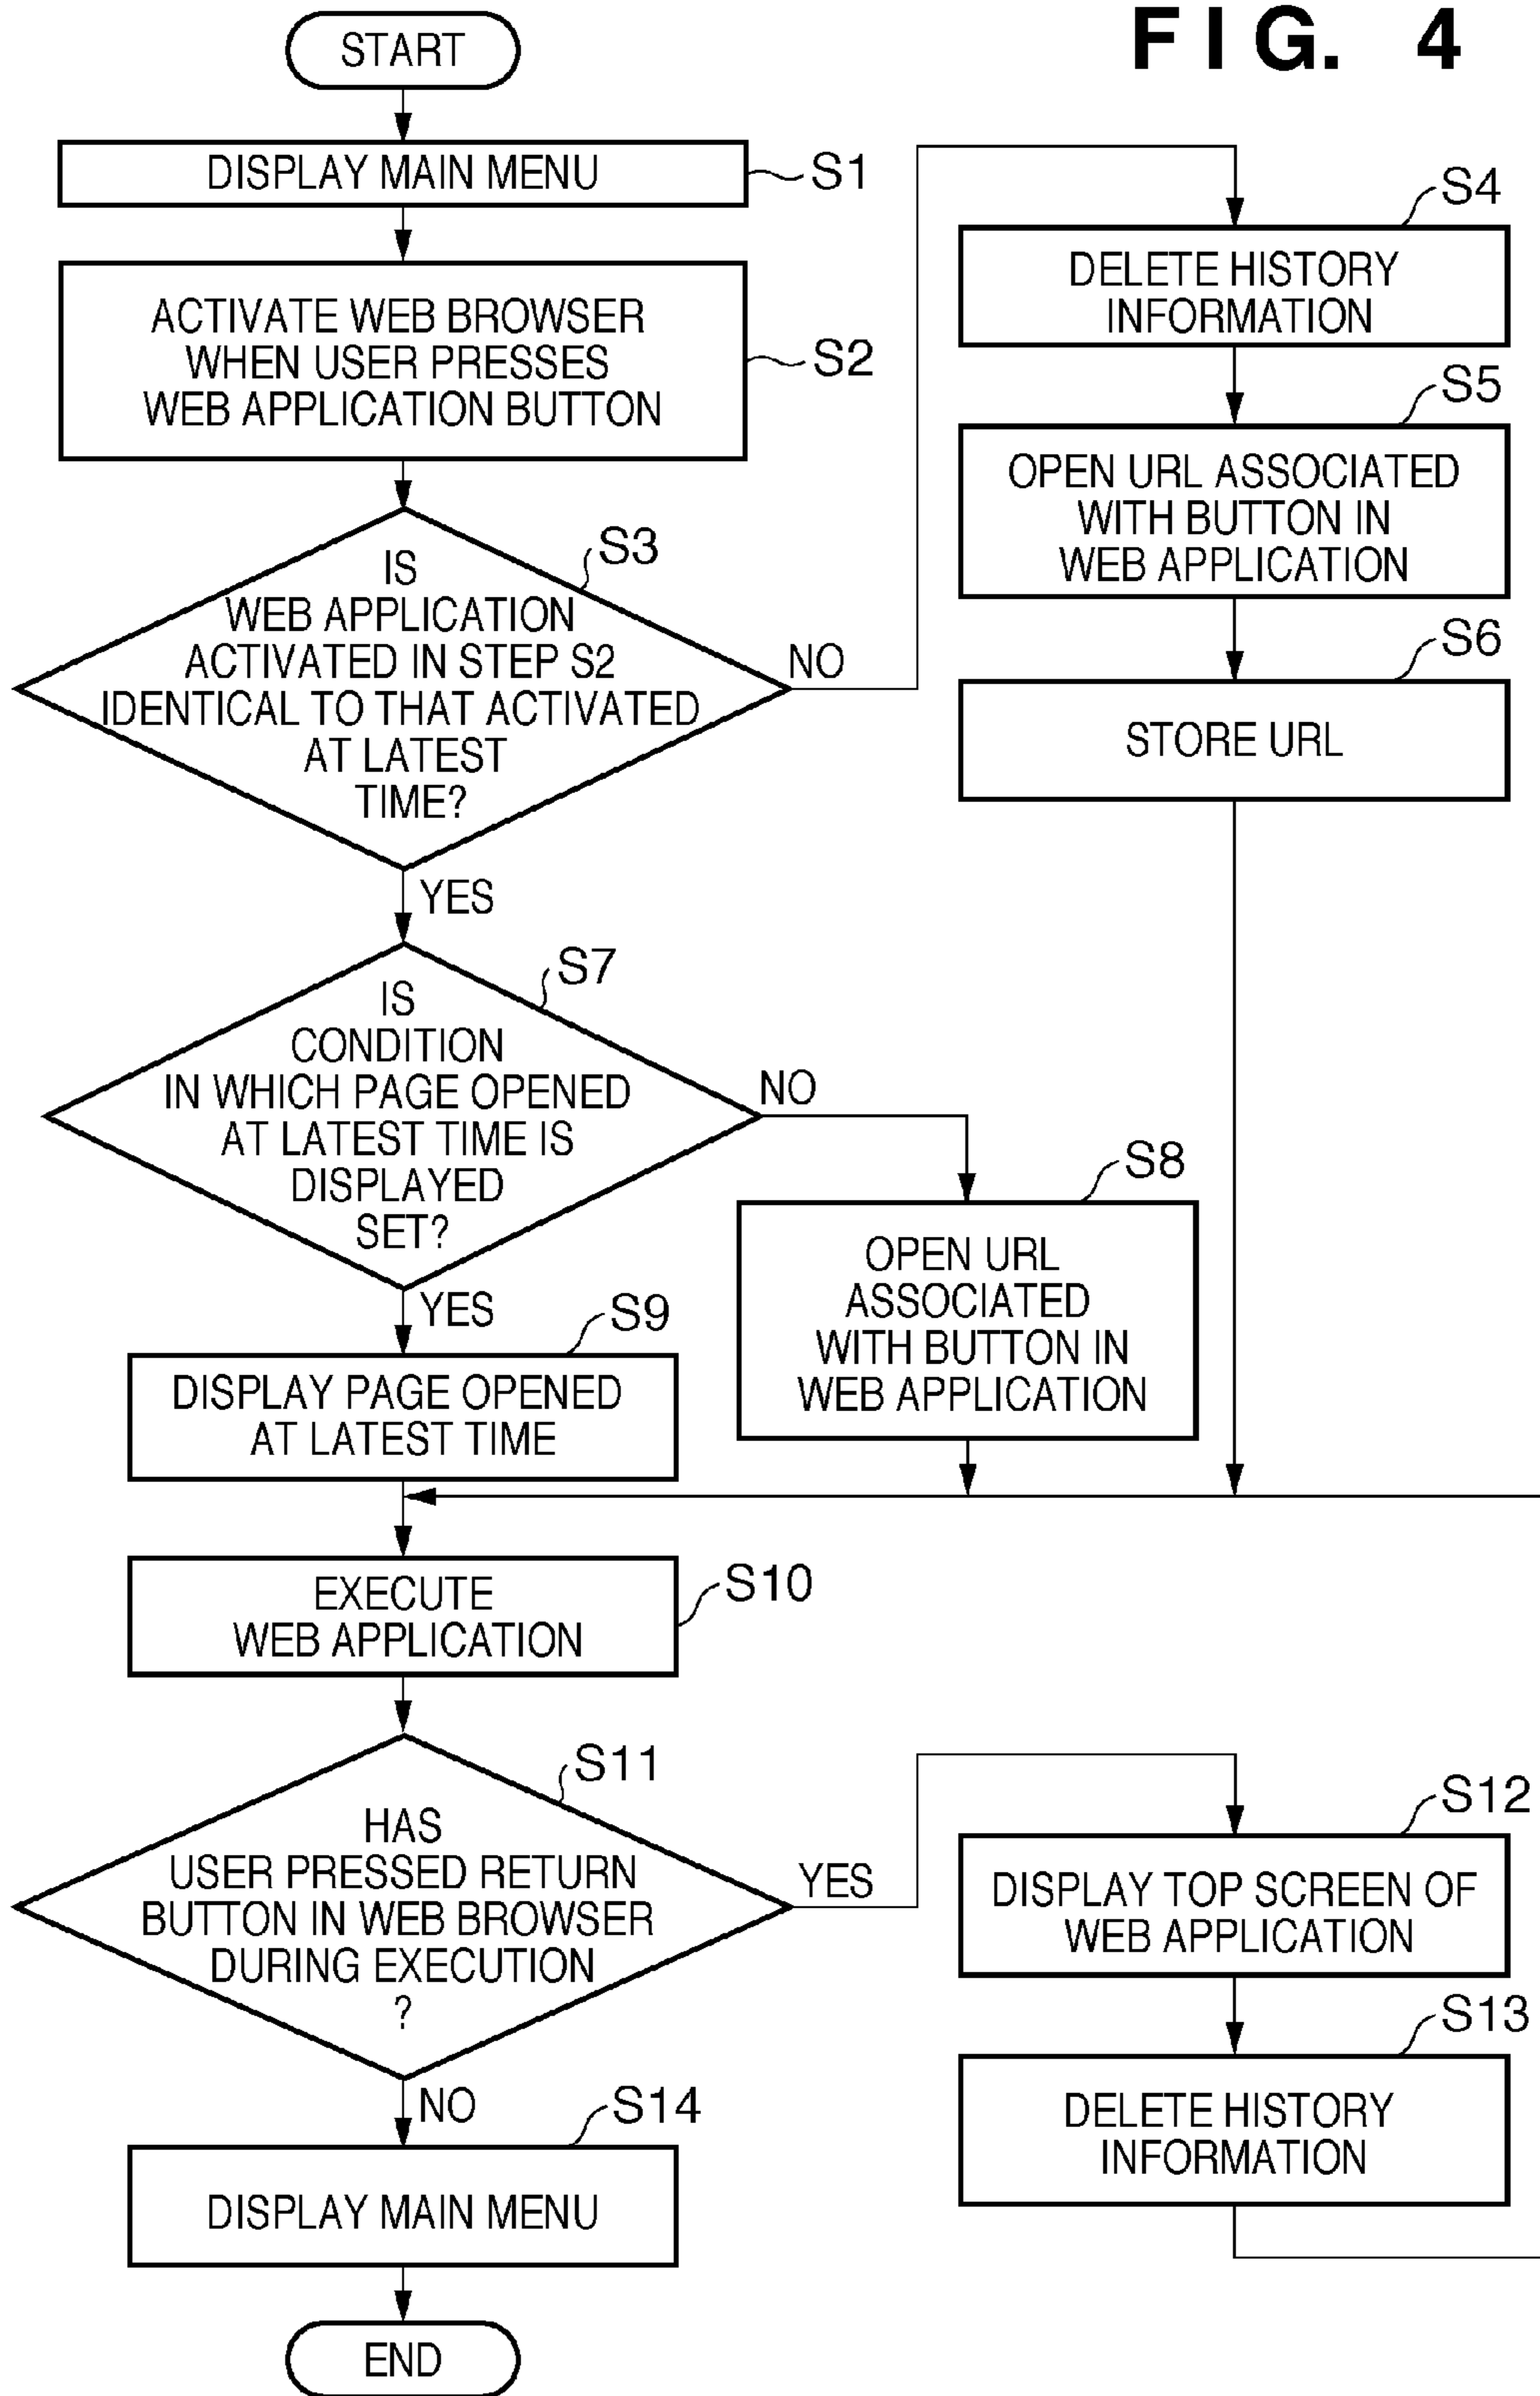 FIG. 4
START
DISPLAY MAIN MENU
S1
ACTIVATE WEB BROWSER
WHEN USER PRESSES
WEB APPLICATION BUTTON
S2
IS
WEB APPLICATION
ACTIVATED IN STEP S2
IDENTICAL TO THAT ACTIVATED
AT LATEST
TIME?
S3
NO
YES
S4
DELETE HISTORY
INFORMATION
S5
OPEN URL ASSOCIATED
WITH BUTTON IN
WEB APPLICATION
S6
STORE URL
S7
IS
CONDITION
IN WHICH PAGE OPENED
AT LATEST TIME IS
DISPLAYED
SET?
NO
YES
S8
OPEN URL
ASSOCIATED
WITH BUTTON IN
WEB APPLICATION
S9
DISPLAY PAGE OPENED
AT LATEST TIME
EXECUTE
WEB APPLICATION
S10
S11
HAS
USER PRESSED RETURN
BUTTON IN WEB BROWSER
DURING EXECUTION
?
YES
NO
S12
DISPLAY TOP SCREEN OF
WEB APPLICATION
S13
DELETE HISTORY
INFORMATION
S14
DISPLAY MAIN MENU
END